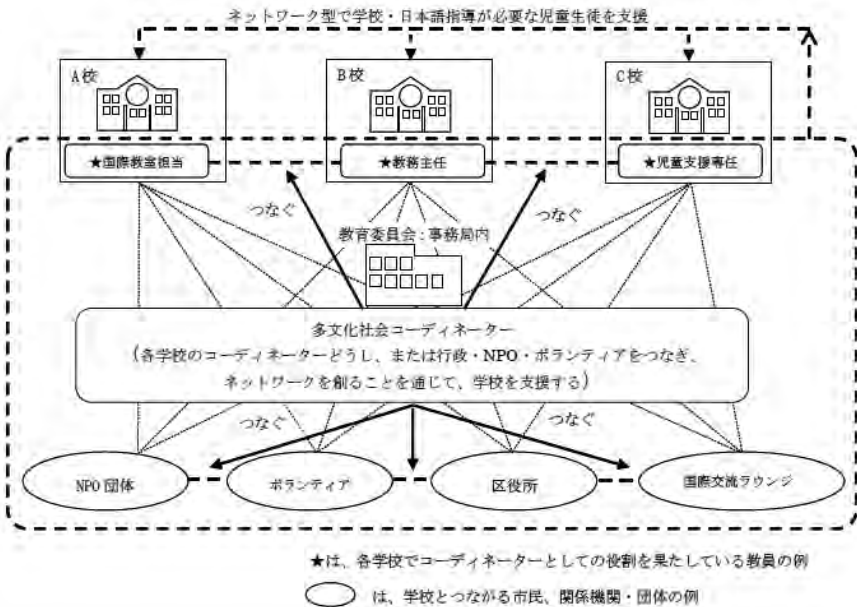 ネットワーク型で学校・日本語指導が必要な児童生徒を支援
A校
B校
C校
★国際教室担当
★教務主任
★児童支援専任
つなぐ
つなぐ
教育委員会：事務局内
多文化社会コーディネーター
（各学校のコーディネーターどうし、または行政・NPO・ボランティアをつなぎ、
ネットワークを創ることを通じて、学校を支援する）
つなぐ
つなぐ
NPO団体
ボランティア
区役所
国際交流ラウンジ
★は、各学校でコーディネーターとしての役割を果たしている教員の例
は、学校とつながる市民、関係機関・団体の例